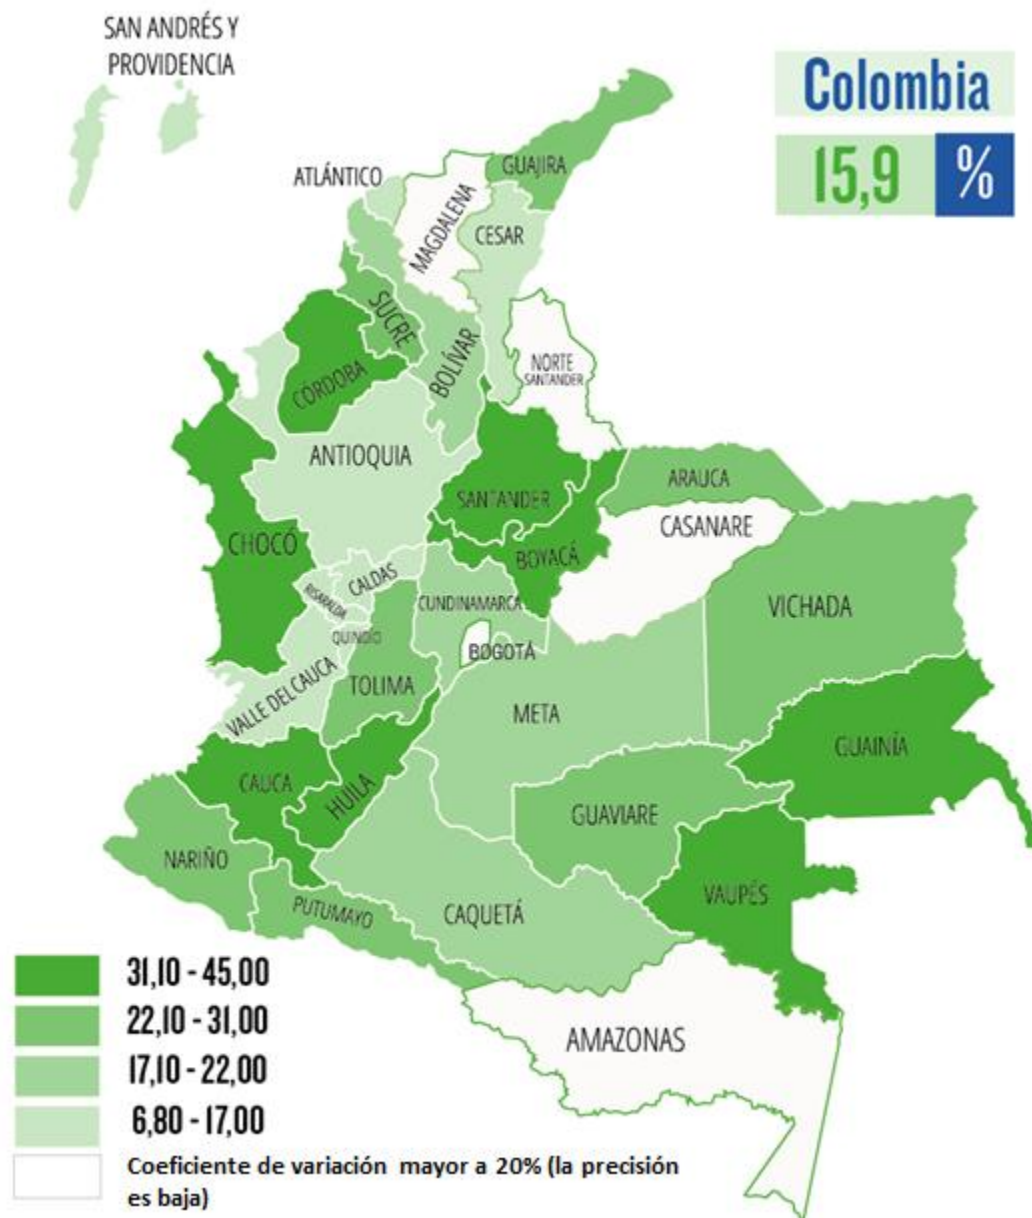 SAN ANDRÉS Y
PROVIDENCIA
Colombia
15,9 %
ATLÁNTICO
GUAJIRA
MAGDALENA
CESAR
SUCRE
NORTE
SANTANDER
BOLÍVAR
CÓRDOBA
ANTIOQUIA
ARAUCA
SANTANDER
CASANARE
CHOCÓ
BOYACÁ
CALDAS
RISARALDA
CUNDINAMARCA
VICHADA
QUINDÍO
BOGOTÁ
TOLIMA
VALLE DEL CAUCA
META
GUAINÍA
CAUCA
HUILA
GUAVIARE
NARIÑO
VAUPÉS
PUTUMAYO
CAQUETÁ
AMAZONAS
31,10 - 45,00
22,10 - 31,00
17,10 - 22,00
6,80 - 17,00
Coeficiente de variación mayor a 20% (la precisión
es baja)